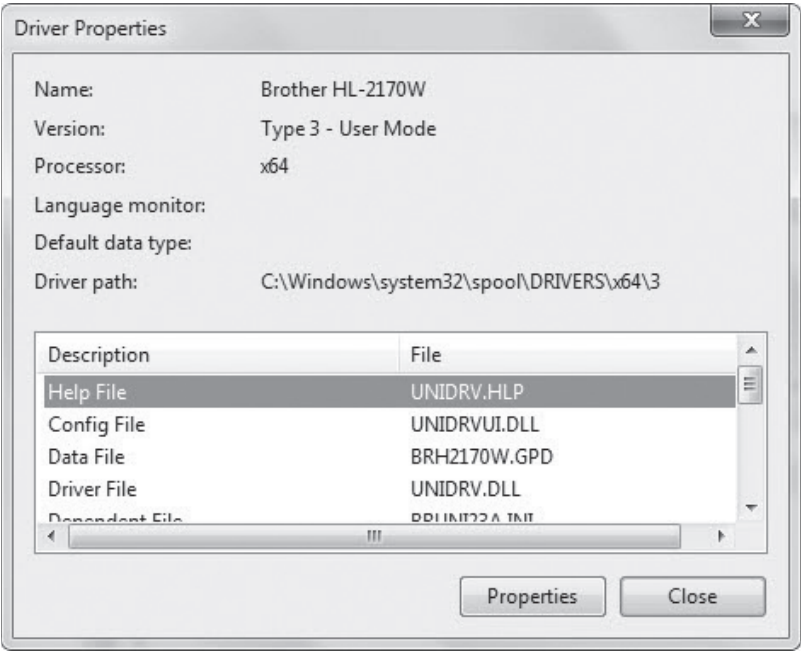 Driver Properties
Name: Brother HL-2170W
Version: Type 3 - User Mode
Processor: x64
Language monitor:
Default data type:
Driver path: C:\Windows\system32\spool\DRIVERS\x64\3
Description File
Help File UNIDRV.HLP
Config File UNIDRVUI.DLL
Data File BRH2170W.GPD
Driver File UNIDRV.DLL
Dependent File
Properties Close